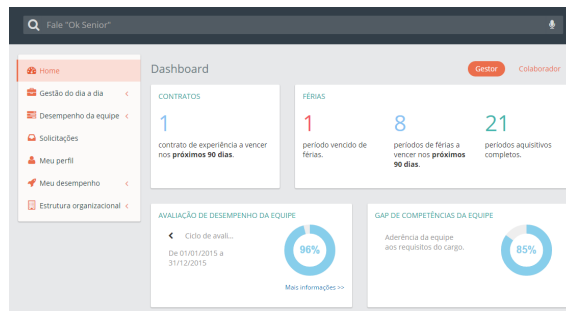 Fale "Ok Senior"
Home
Gestão do dia a dia
Desempenho da equipe
Solicitações
Meu perfil
Meu desempenho
Estrutura organizacional
Dashboard
Gestor
Colaborador
CONTRATOS
1
contrato de experiência a vencer
nos próximos 90 dias.
FÉRIAS
1
período vencido de
férias.
8
períodos de férias a
vencer nos próximos
90 dias.
21
períodos aquisitivos
completos.
AVALIAÇÃO DE DESEMPENHO DA EQUIPE
Ciclo de avali...
De 01/01/2015 a
31/12/2015
96%
Mais informações >>
GAP DE COMPETÊNCIAS DA EQUIPE
Aderência da equipe
aos requisitos do cargo.
85%